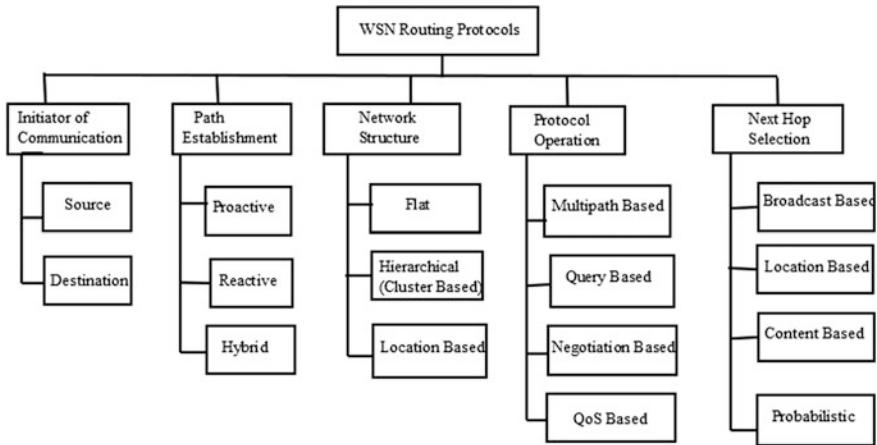 WSN Routing Protocols
Initiator of
Communication
Source
Destination
Path
Establishment
Proactive
Reactive
Hybrid
Network
Structure
Flat
Hierarchical
(Cluster Based)
Location Based
Protocol
Operation
Multipath Based
Query Based
Negotiation Based
QoS Based
Next Hop
Selection
Broadcast Based
Location Based
Content Based
Probabilistic